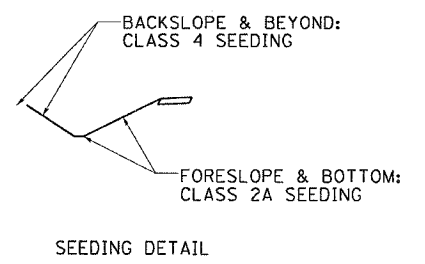 BACKSLOPE & BEYOND:
CLASS 4 SEEDING
FORESLOPE & BOTTOM:
CLASS 2A SEEDING
SEEDING DETAIL